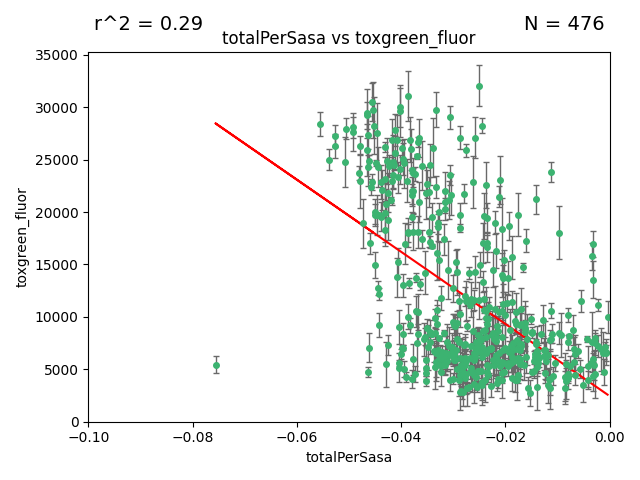 r^2 = 0.29
N = 476
totalPerSasa vs toxgreen_fluor
35000
30000
25000
20000
15000
10000
5000
0
toxgreen_fluor
−0.10
−0.08
−0.06
−0.04
−0.02
0.00
totalPerSasa